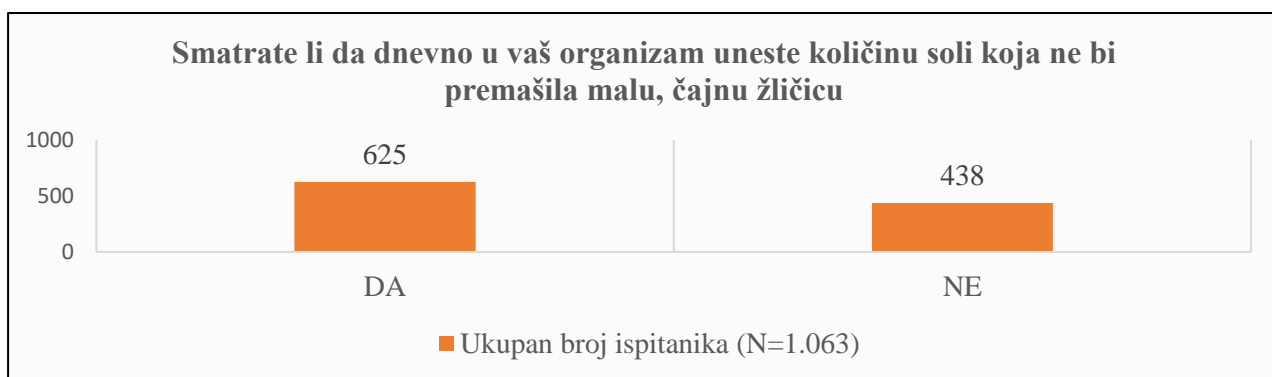 Smatrate li da dnevno u vaš organizam uneste količinu soli koja ne bi
premašila malu, čajnu žličicu
1000
500
0
625
438
DA
NE
Ukupan broj ispitanika (N=1.063)